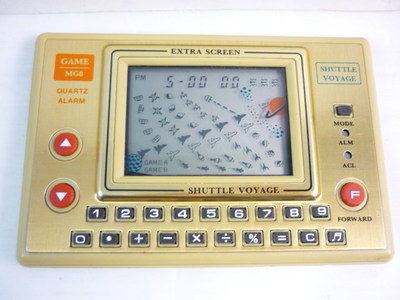 EXTRA SCREEN
GAME
MG8
QUARTZ
ALARM
SHUTTLE
VOYAGE
PM 5-00 00
GAME A
GAME B
MODE
ALM
ACL
SHUTTLE VOYAGE
F
FORWARD
1 2 3 4 5 6 7 8 9
0 • + − × ÷ % = C ♬